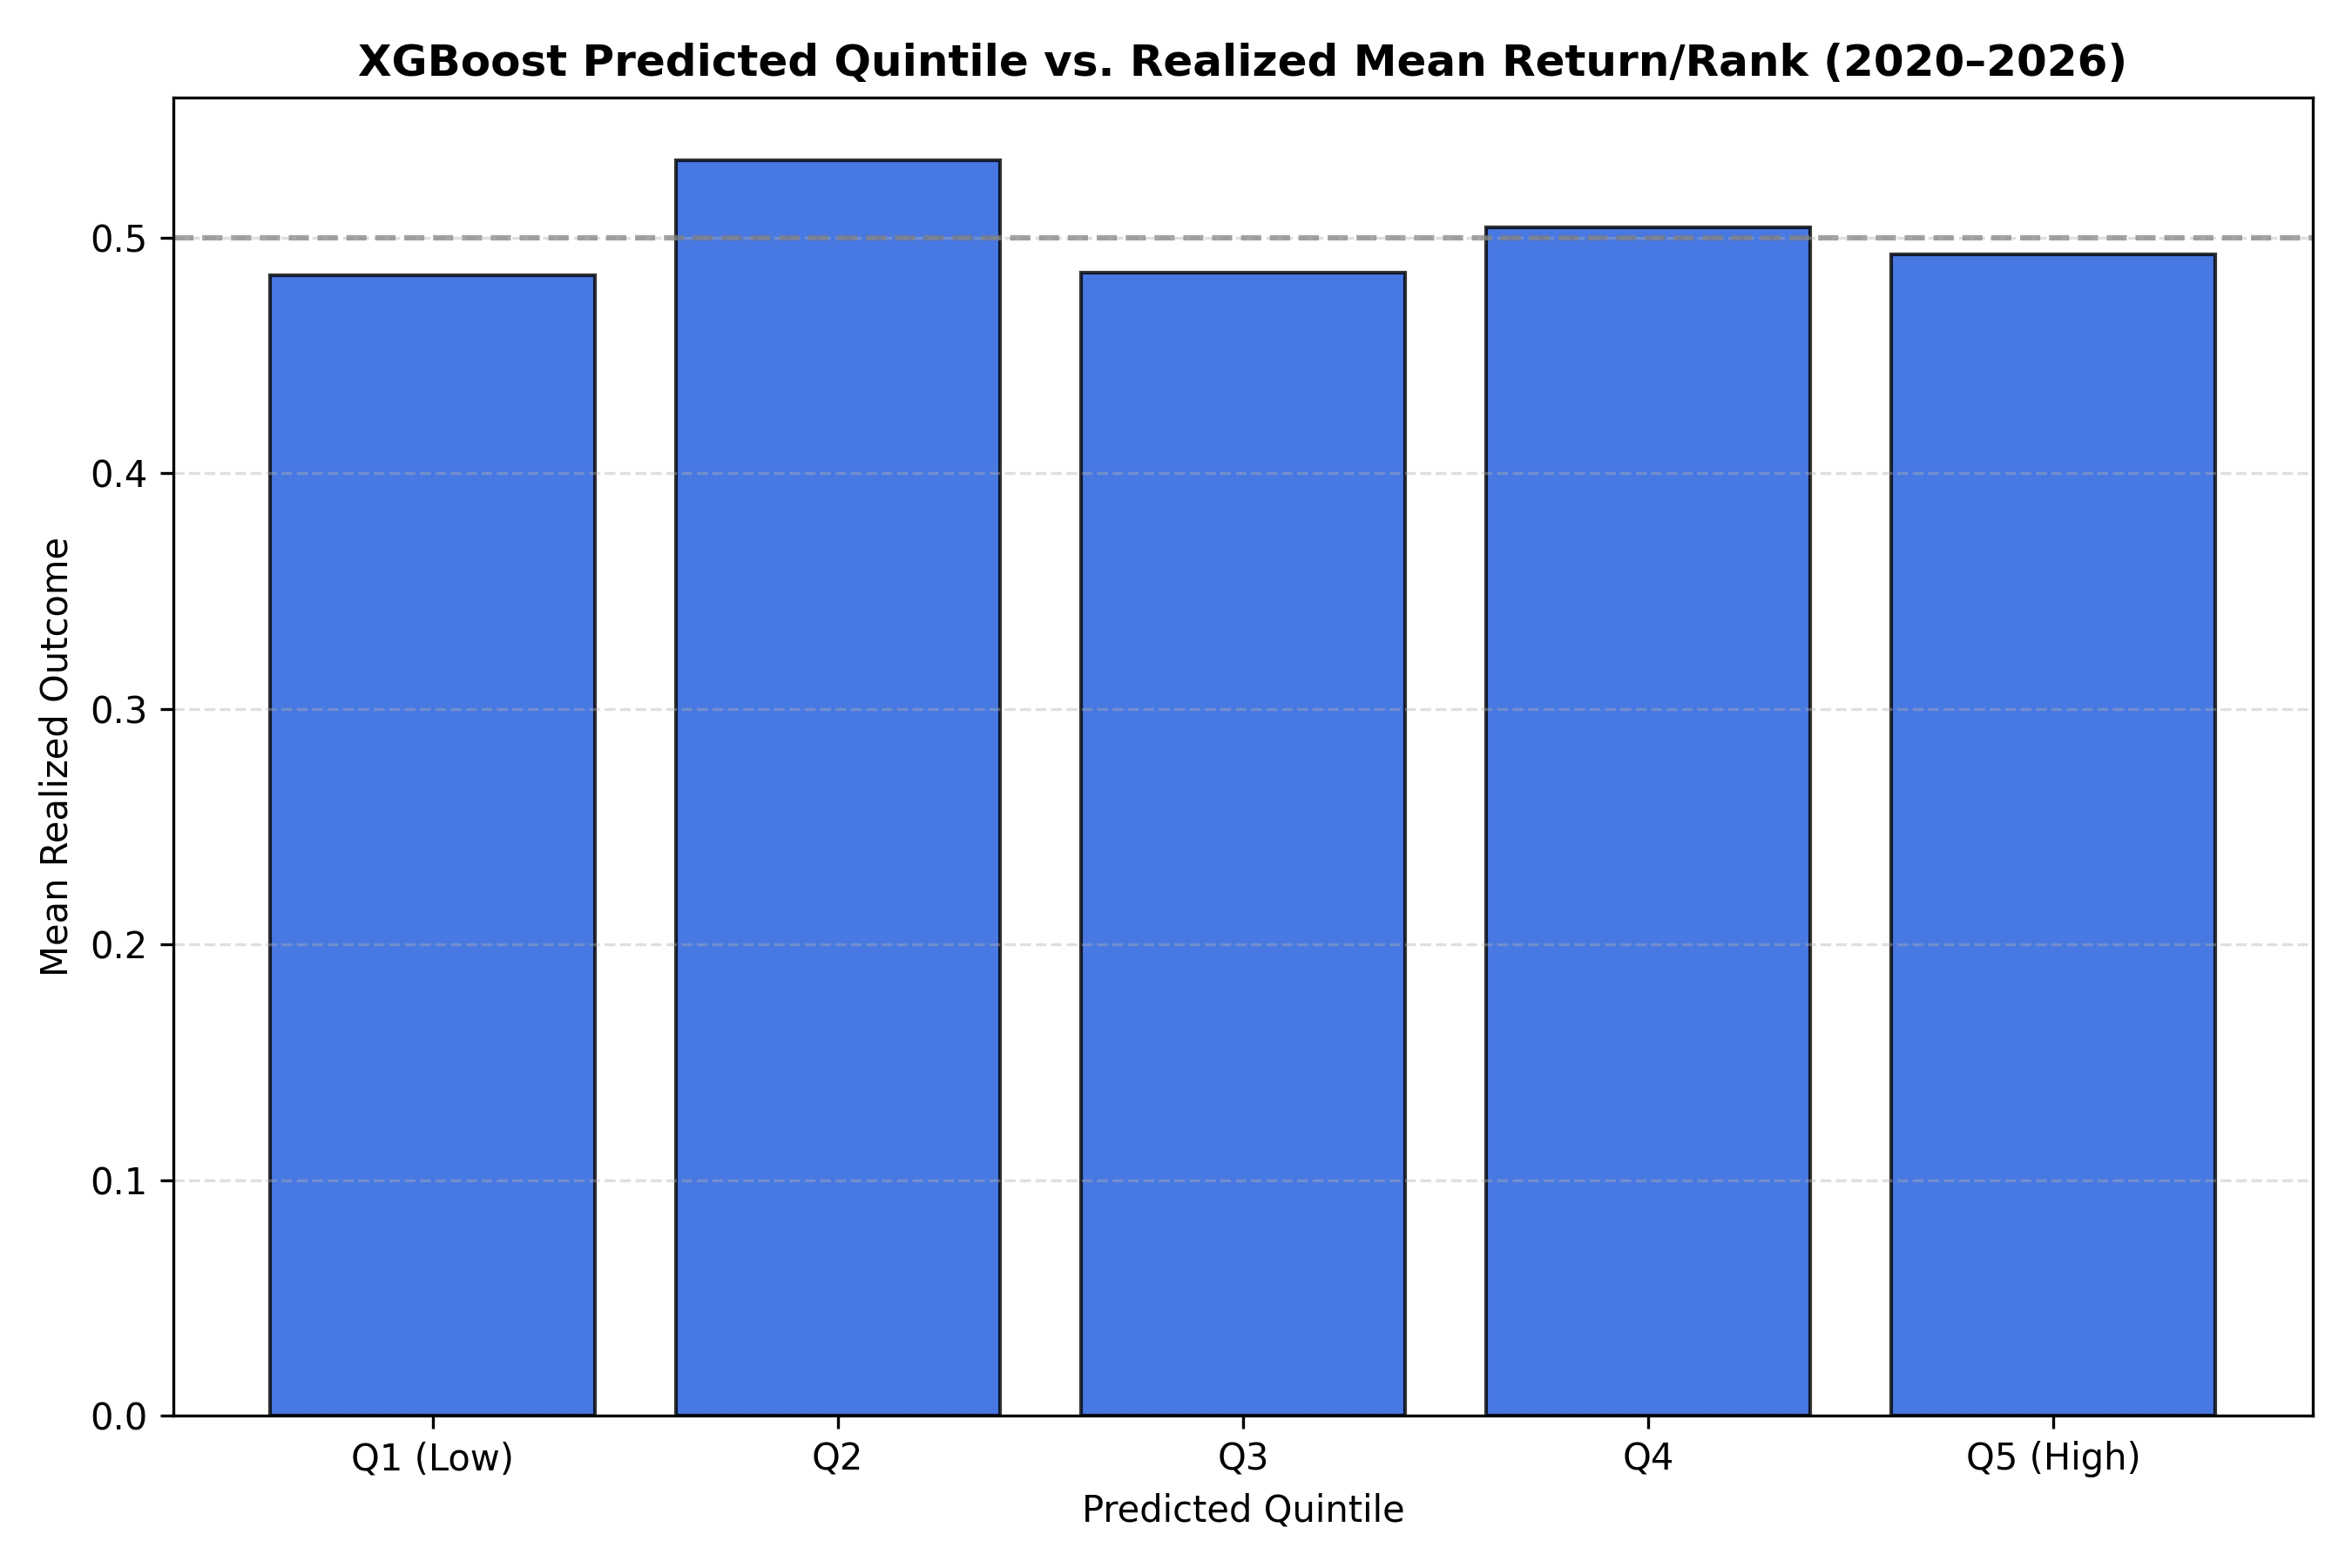 XGBoost Predicted Quintile vs. Realized Mean Return/Rank (2020–2026)
Mean Realized Outcome
0.5
0.4
0.3
0.2
0.1
0.0
Q1 (Low) Q2 Q3 Q4 Q5 (High)
Predicted Quintile